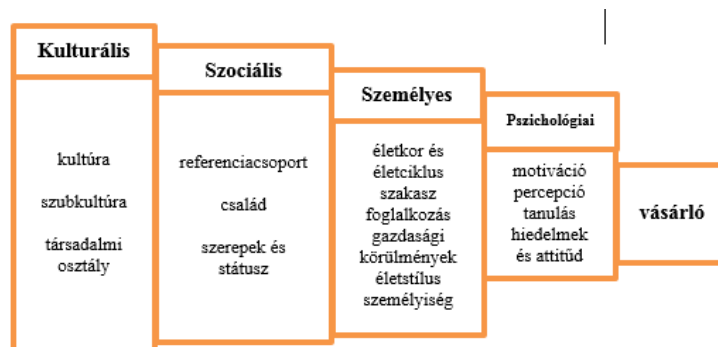 Kulturális
kultúra
szubkultúra
társadalmi
osztály
Szociális
referenciacsoport
család
szerepek és
státusz
Személyes
életkor és
életciklus
szakasz
foglalkozás
gazdasági
körülmények
életstílus
személyiség
Pszichológiai
motiváció
percepció
tanulás
hiedelmek
és attitűd
vásárló